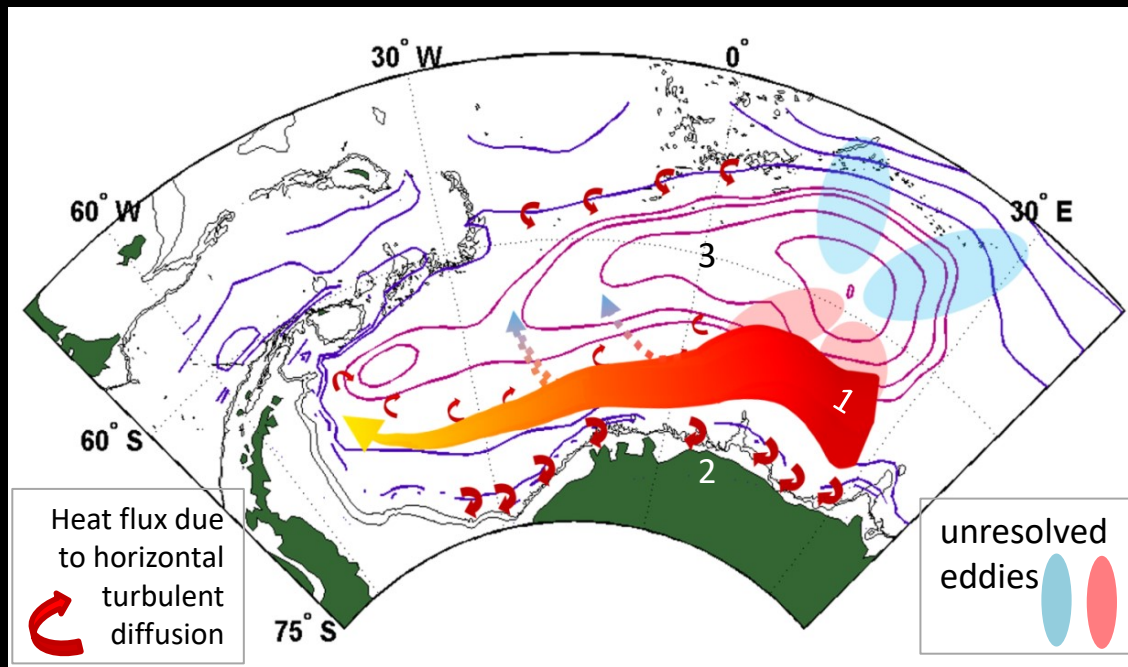 30° W
0°
60° W
30° E
3
1
60° S
2
Heat flux due
to horizontal
turbulent
diffusion
75° S
unresolved
eddies